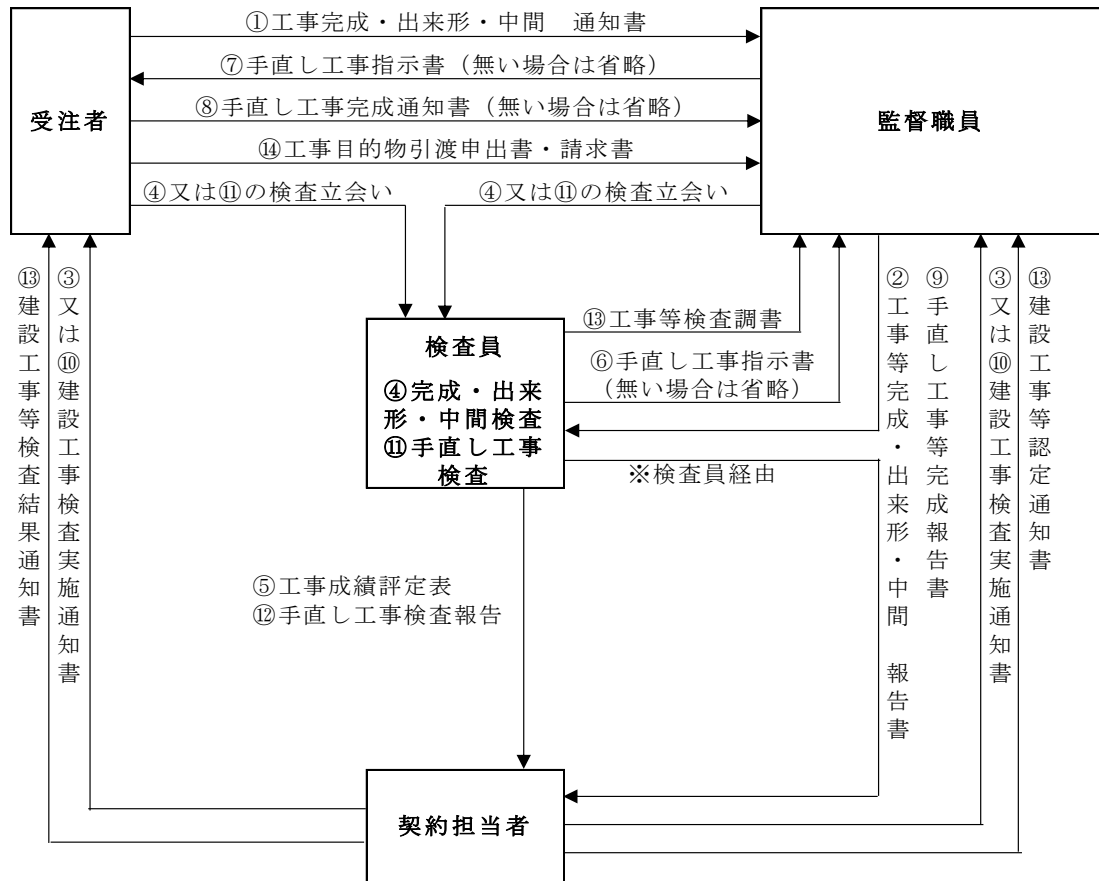 ①工事完成・出来形・中間　通知書
⑦手直し工事指示書（無い場合は省略）
⑧手直し工事完成通知書（無い場合は省略）
⑭工事目的物引渡申出書・請求書
④又は⑪の検査立会い
④又は⑪の検査立会い
受注者
監督職員
⑬建設工事等検査結果通知書
③又は⑩建設工事検査実施通知書
検査員
④完成・出来
形・中間検査
⑪手直し工事
検査
⑬工事等検査調書
⑥手直し工事指示書
（無い場合は省略）
※検査員経由
②工事等完成・出来形・中間　報告書
⑨手直し工事等完成報告書
③又は⑩建設工事検査実施通知書
⑬建設工事等認定通知書
⑤工事成績評定表
⑫手直し工事検査報告
契約担当者